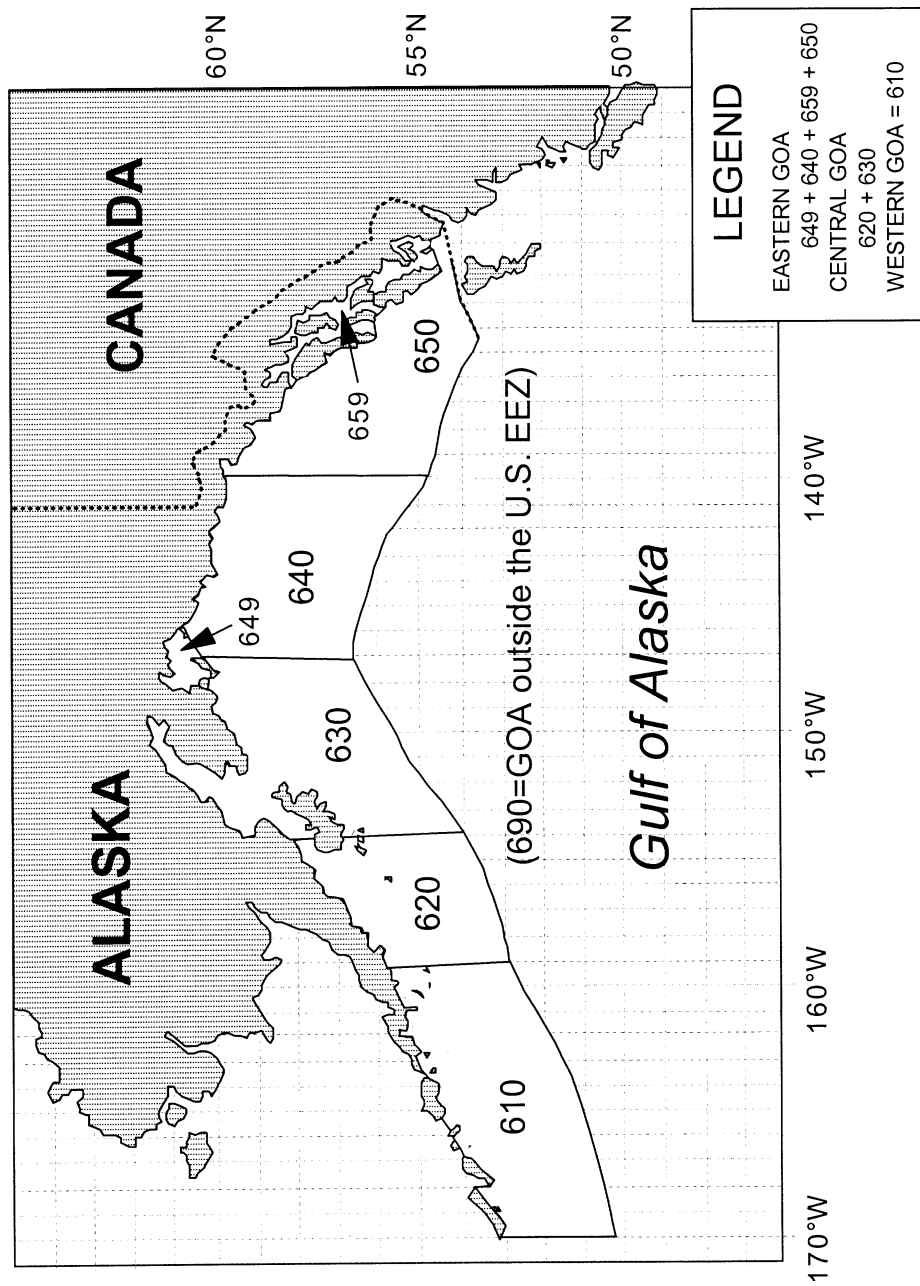 CANADA
ALASKA
60°N
55°N
50°N
659
650
640
649
630
620
610
(690=GOA outside the U.S. EEZ)
Gulf of Alaska
170°W
160°W
150°W
140°W
LEGEND
EASTERN GOA
649 + 640 + 659 + 650
CENTRAL GOA
620 + 630
WESTERN GOA = 610